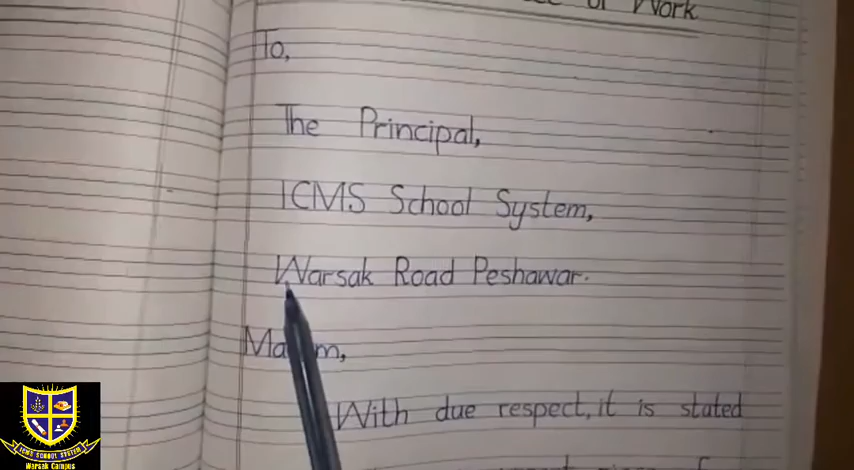 Work
To,
The Principal,
ICMS School System,
Warsak Road Peshawar.
With due respect, it is stated
ICMS SCHOOL SYSTEM
Warsak Campus